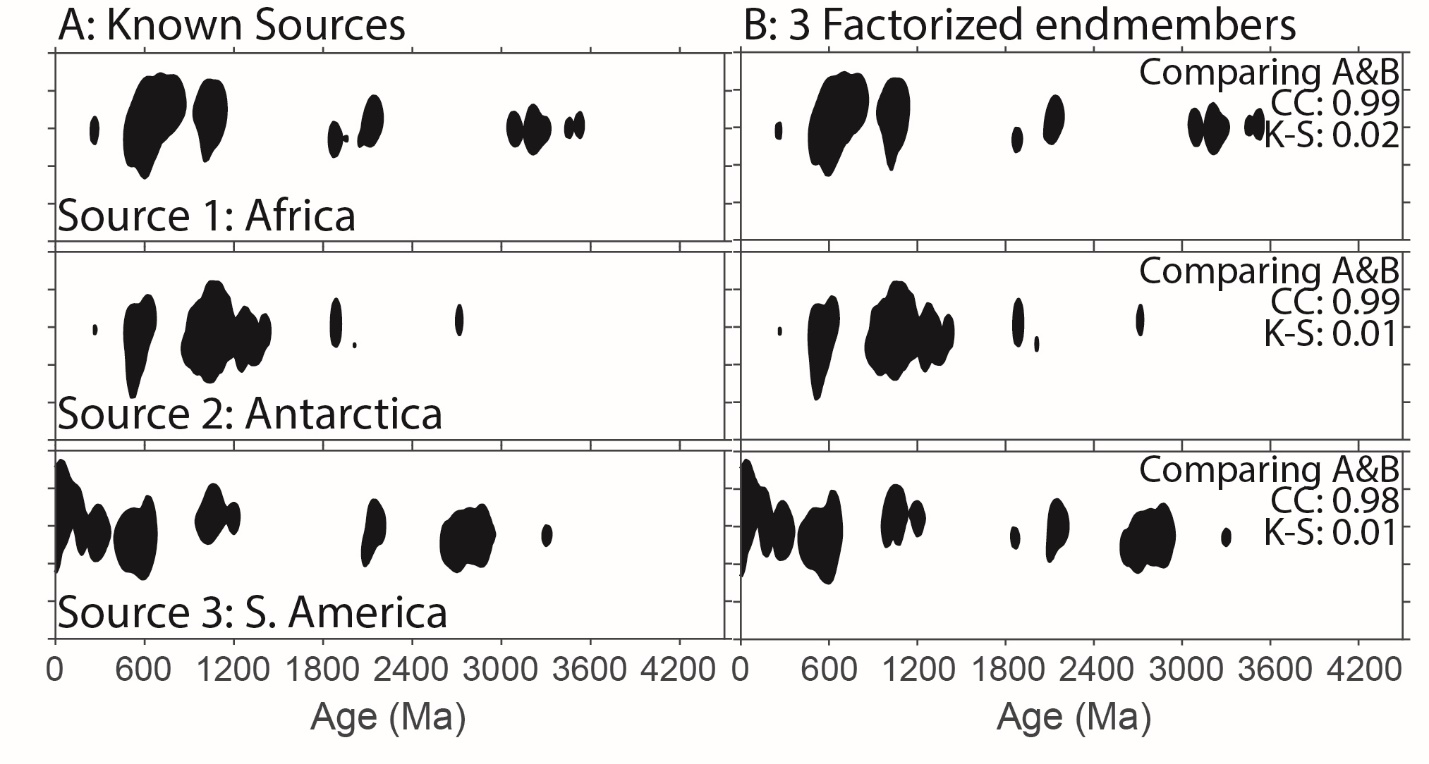 A: Known Sources
B: 3 Factorized endmembers
Source 1: Africa
Comparing A&B
CC: 0.99
K-S: 0.02
Source 2: Antarctica
Comparing A&B
CC: 0.99
K-S: 0.01
Source 3: S. America
Comparing A&B
CC: 0.98
K-S: 0.01
0 600 1200 1800 2400 3000 3600 4200
0 600 1200 1800 2400 3000 3600 4200
Age (Ma)
Age (Ma)